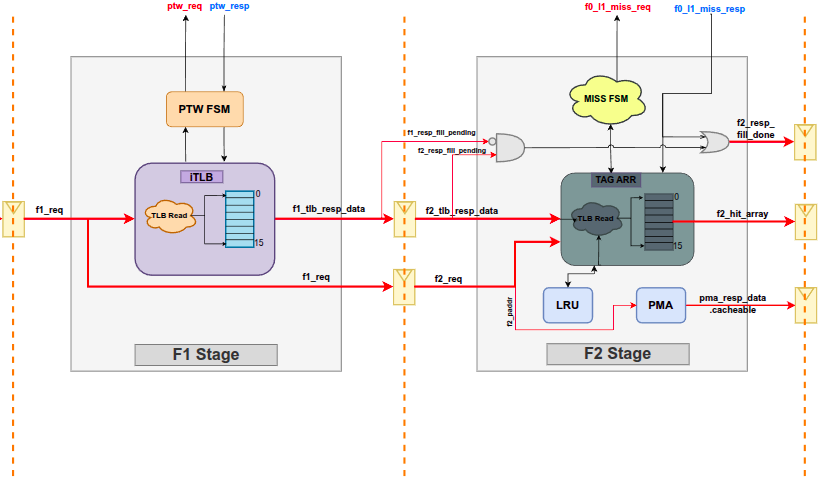 ptw_req ptw_resp
f0_l1_miss_req
f0_l1_miss_resp
PTW FSM
MISS FSM
f1_resp_fill_pending
f2_resp_fill_pending
f2_resp_
fill_done
iTLB
TLB Read
0
15
TAG ARR
TLB Read
0
15
f1_req
f1_tlb_resp_data
f2_tlb_resp_data
f2_hit_array
f1_req
f2_req
f2_paddr
LRU
PMA
pma_resp_data
.cacheable
F1 Stage
F2 Stage